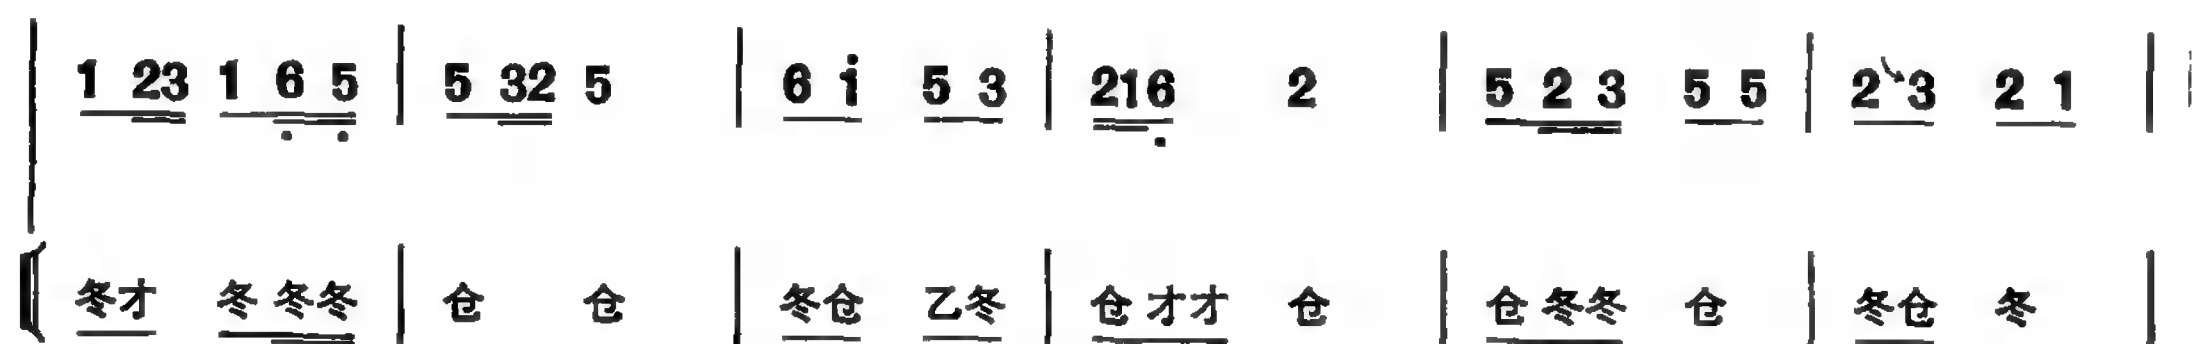 1 23 1 6 5 | 5 32 5 | 6 i 5 3 | 216 2 | 5 2 3 5 5 | 2 3 2 1 |
冬才 冬 冬冬 | 仓 仓 | 冬仓 乙冬 | 仓 才才 仓 | 仓 冬冬 仓 | 冬仓 冬 |